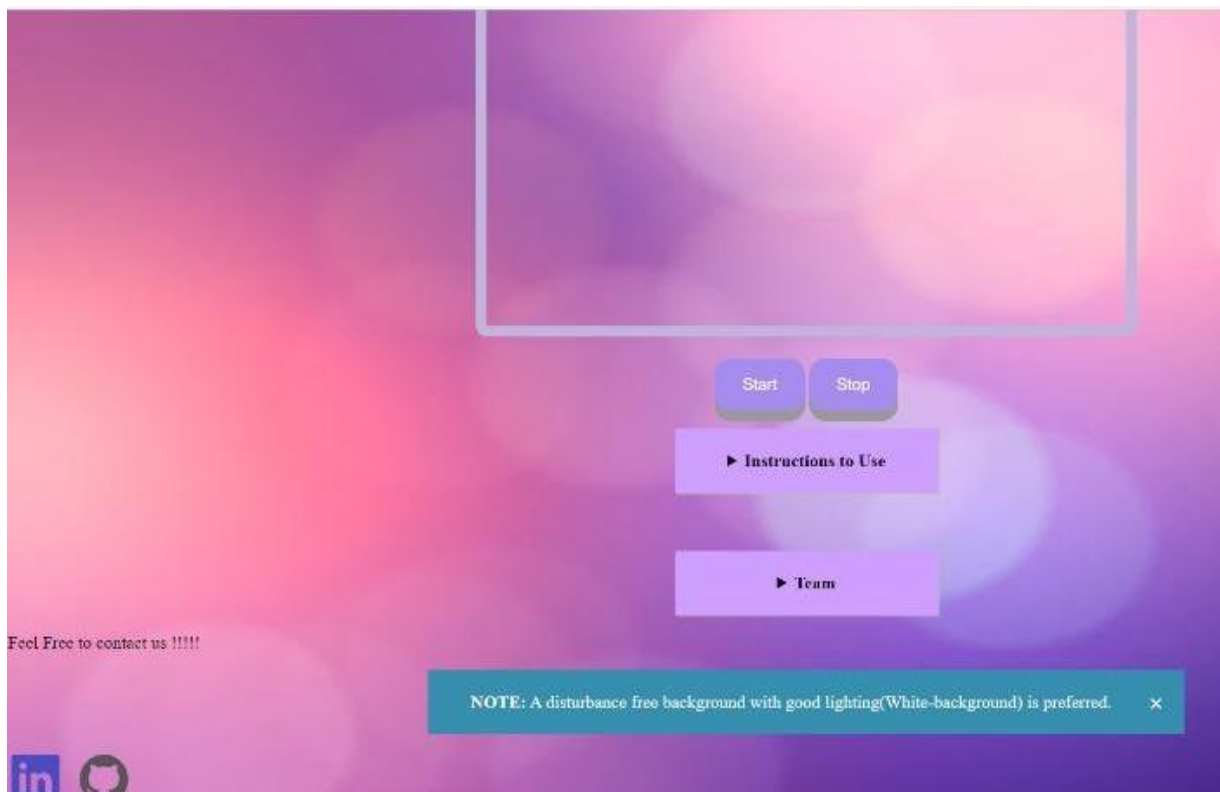 Start Stop
▶ Instructions to Use
▶ Team
Feel Free to contact us !!!!!
NOTE: A disturbance free background with good lighting(White-background) is preferred. ×
in